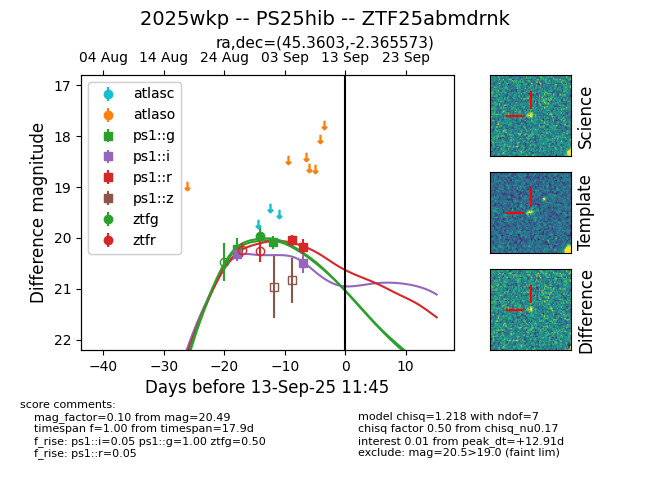 2025wkp -- PS25hib -- ZTF25abmdrnk
ra,dec=(45.3603,-2.365573)
04 Aug 14 Aug 24 Aug 03 Sep 13 Sep 23 Sep
17
18
19
20
21
22
Difference magnitude
atlasc
atlaso
ps1::g
ps1::i
ps1::r
ps1::z
ztfg
ztfr
−40 −30 −20 −10 0 10
Days before 13-Sep-25 11:45
Science
Template
Difference
score comments:
mag_factor=0.10 from mag=20.49
timespan f=1.00 from timespan=17.9d
f_rise: ps1::i=0.05 ps1::g=1.00 ztfg=0.50
f_rise: ps1::r=0.05
model chisq=1.218 with ndof=7
chisq factor 0.50 from chisq_nu0.17
interest 0.01 from peak_dt=+12.91d
exclude: mag=20.5>19.0 (faint lim)